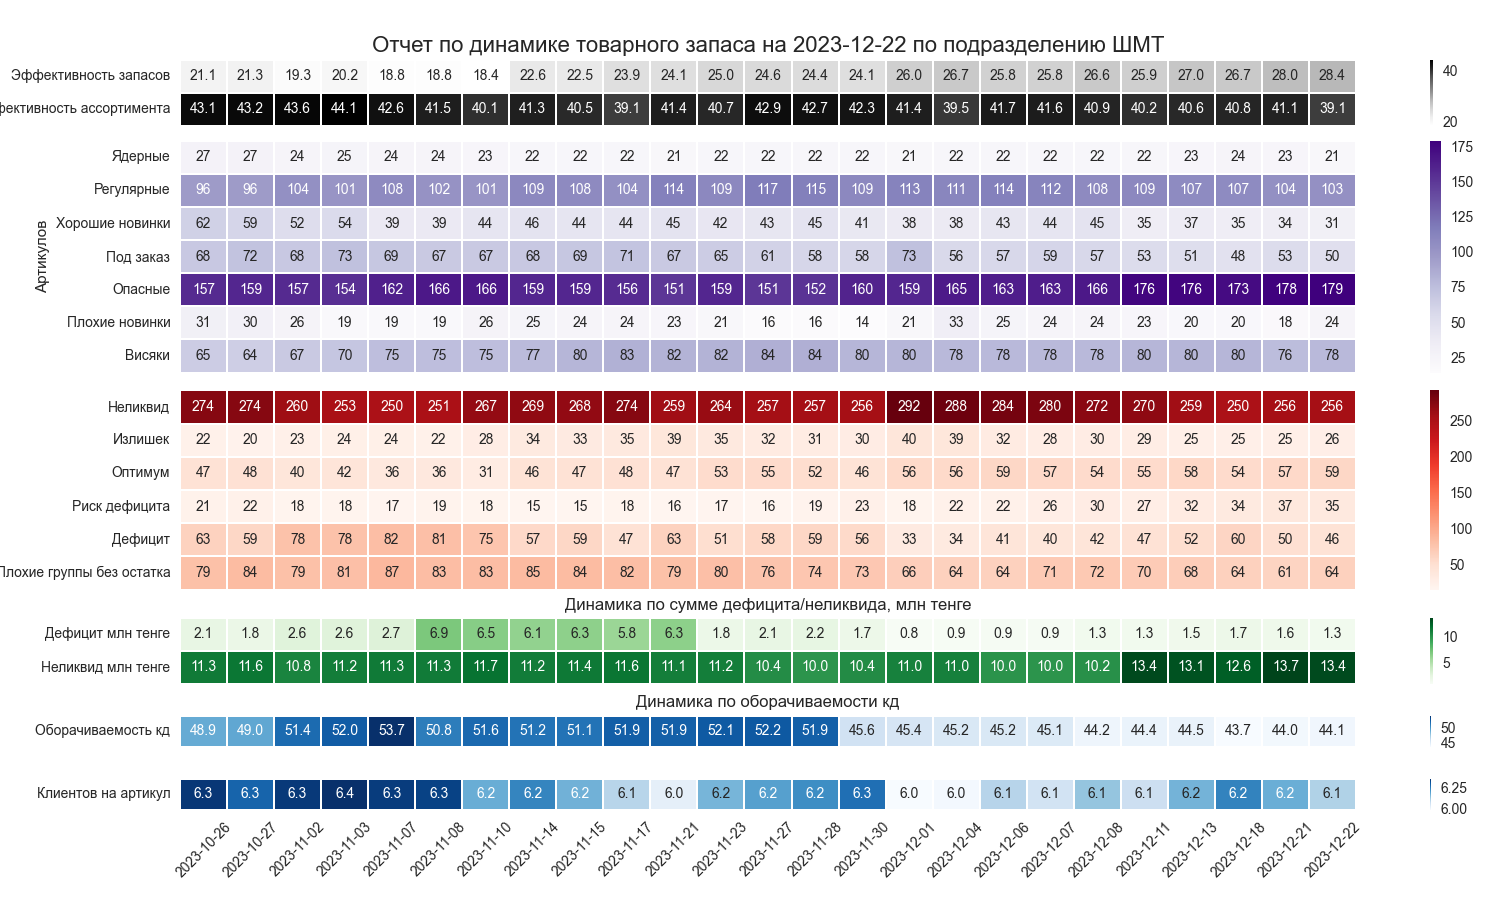 Отчет по динамике товарного запаса на 2023-12-22 по подразделению ШМТ
Эффективность запасов 21.1 21.3 19.3 20.2 18.8 18.8 18.4 22.6 22.5 23.9 24.1 25.0 24.6 24.4 24.1 26.0 26.7 25.8 25.8 26.6 25.9 27.0 26.7 28.0 28.4
фективность ассортимента 43.1 43.2 43.6 44.1 42.6 41.5 40.1 41.3 40.5 39.1 41.4 40.7 42.9 42.7 42.3 41.4 39.5 41.7 41.6 40.9 40.2 40.6 40.8 41.1 39.1
40
20
Артикулов
Ядерные 27 27 24 25 24 24 23 22 22 22 21 22 22 22 22 21 22 22 22 22 22 23 24 23 21
Регулярные 96 96 104 101 108 102 101 109 108 104 114 109 117 115 109 113 111 114 112 108 109 107 107 104 103
Хорошие новинки 62 59 52 54 39 39 44 46 44 44 45 42 43 45 41 38 38 43 44 45 35 37 35 34 31
Под заказ 68 72 68 73 69 67 67 68 69 71 67 65 61 58 58 73 56 57 59 57 53 51 48 53 50
Опасные 157 159 157 154 162 166 166 159 159 156 151 159 151 152 160 159 165 163 163 166 176 176 173 178 179
Плохие новинки 31 30 26 19 19 19 26 25 24 24 23 21 16 16 14 21 33 25 24 24 23 20 20 18 24
Висяки 65 64 67 70 75 75 75 77 80 83 82 82 84 84 80 80 78 78 78 78 80 80 80 76 78
175
150
125
100
75
50
25
Неликвид 274 274 260 253 250 251 267 269 268 274 259 264 257 257 256 292 288 284 280 272 270 259 250 256 256
Излишек 22 20 23 24 24 22 28 34 33 35 39 35 32 31 30 40 39 32 28 30 29 25 25 25 26
Оптимум 47 48 40 42 36 36 31 46 47 48 47 53 55 52 46 56 56 59 57 54 55 58 54 57 59
Риск дефицита 21 22 18 18 17 19 18 15 15 18 16 17 16 19 23 18 22 22 26 30 27 32 34 37 35
Дефицит 63 59 78 78 82 81 75 57 59 47 63 51 58 59 56 33 34 41 40 42 47 52 60 50 46
Плохие группы без остатка 79 84 79 81 87 83 83 85 84 82 79 80 76 74 73 66 64 64 71 72 70 68 64 61 64
250
200
150
100
50
Динамика по сумме дефицита/неликвида, млн тенге
Дефицит млн тенге 2.1 1.8 2.6 2.6 2.7 6.9 6.5 6.1 6.3 5.8 6.3 1.8 2.1 2.2 1.7 0.8 0.9 0.9 0.9 1.3 1.3 1.5 1.7 1.6 1.3
Неликвид млн тенге 11.3 11.6 10.8 11.2 11.3 11.3 11.7 11.2 11.4 11.6 11.1 11.2 10.4 10.0 10.4 11.0 11.0 10.0 10.0 10.2 13.4 13.1 12.6 13.7 13.4
10
5
Динамика по оборачиваемости кд
Оборачиваемость кд 48.9 49.0 51.4 52.0 53.7 50.8 51.6 51.2 51.1 51.9 51.9 52.1 52.2 51.9 45.6 45.4 45.2 45.2 45.1 44.2 44.4 44.5 43.7 44.0 44.1
50
45
Клиентов на артикул 6.3 6.3 6.3 6.4 6.3 6.3 6.2 6.2 6.2 6.1 6.0 6.2 6.2 6.2 6.3 6.0 6.0 6.1 6.1 6.1 6.1 6.2 6.2 6.2 6.1
6.25
6.00
2023-10-26 2023-10-27 2023-11-02 2023-11-03 2023-11-07 2023-11-08 2023-11-10 2023-11-14 2023-11-15 2023-11-17 2023-11-21 2023-11-23 2023-11-27 2023-11-28 2023-11-30 2023-12-01 2023-12-04 2023-12-06 2023-12-07 2023-12-08 2023-12-11 2023-12-13 2023-12-18 2023-12-21 2023-12-22